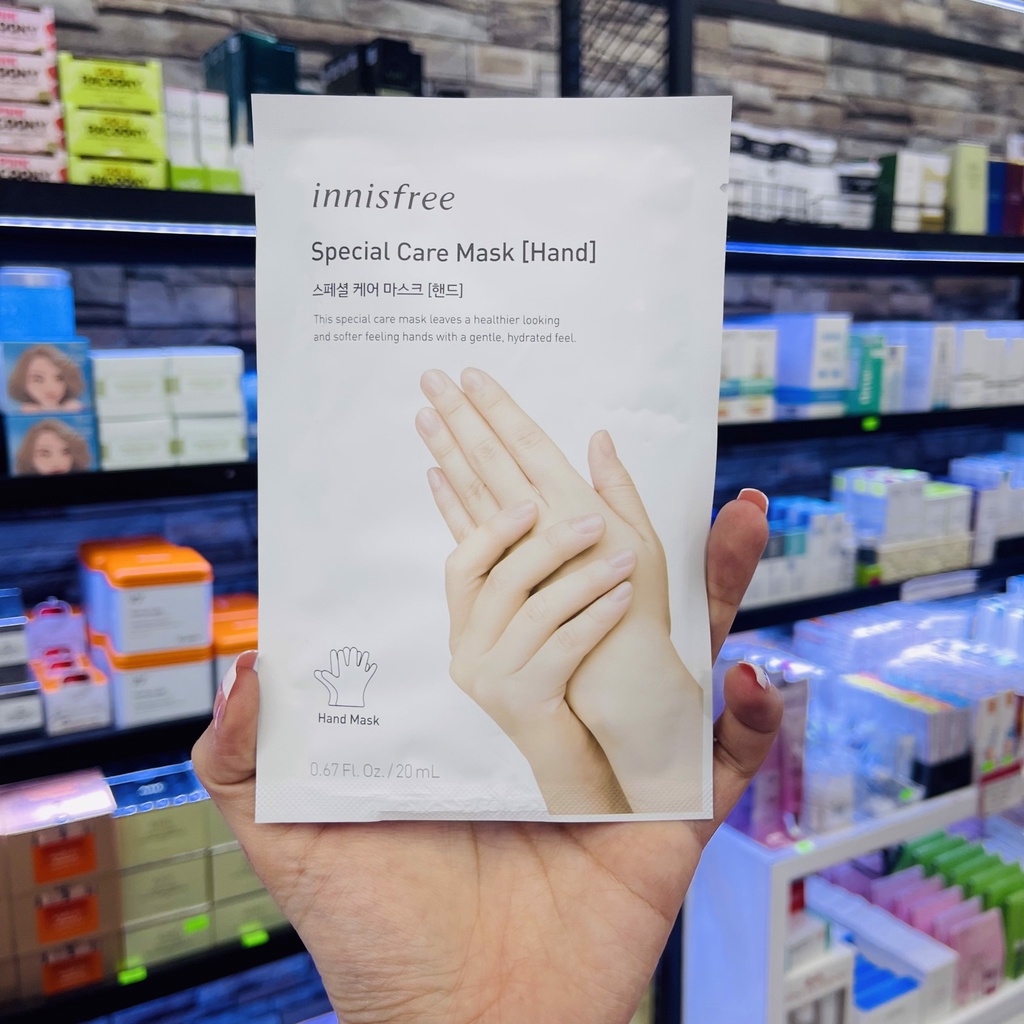 innisfree
Special Care Mask [Hand]
스페셜 케어 마스크 [핸드]
This special care mask leaves a healthier looking
and softer feeling hands with a gentle, hydrated feel.
Hand Mask
0.67 Fl. Oz. / 20 mL